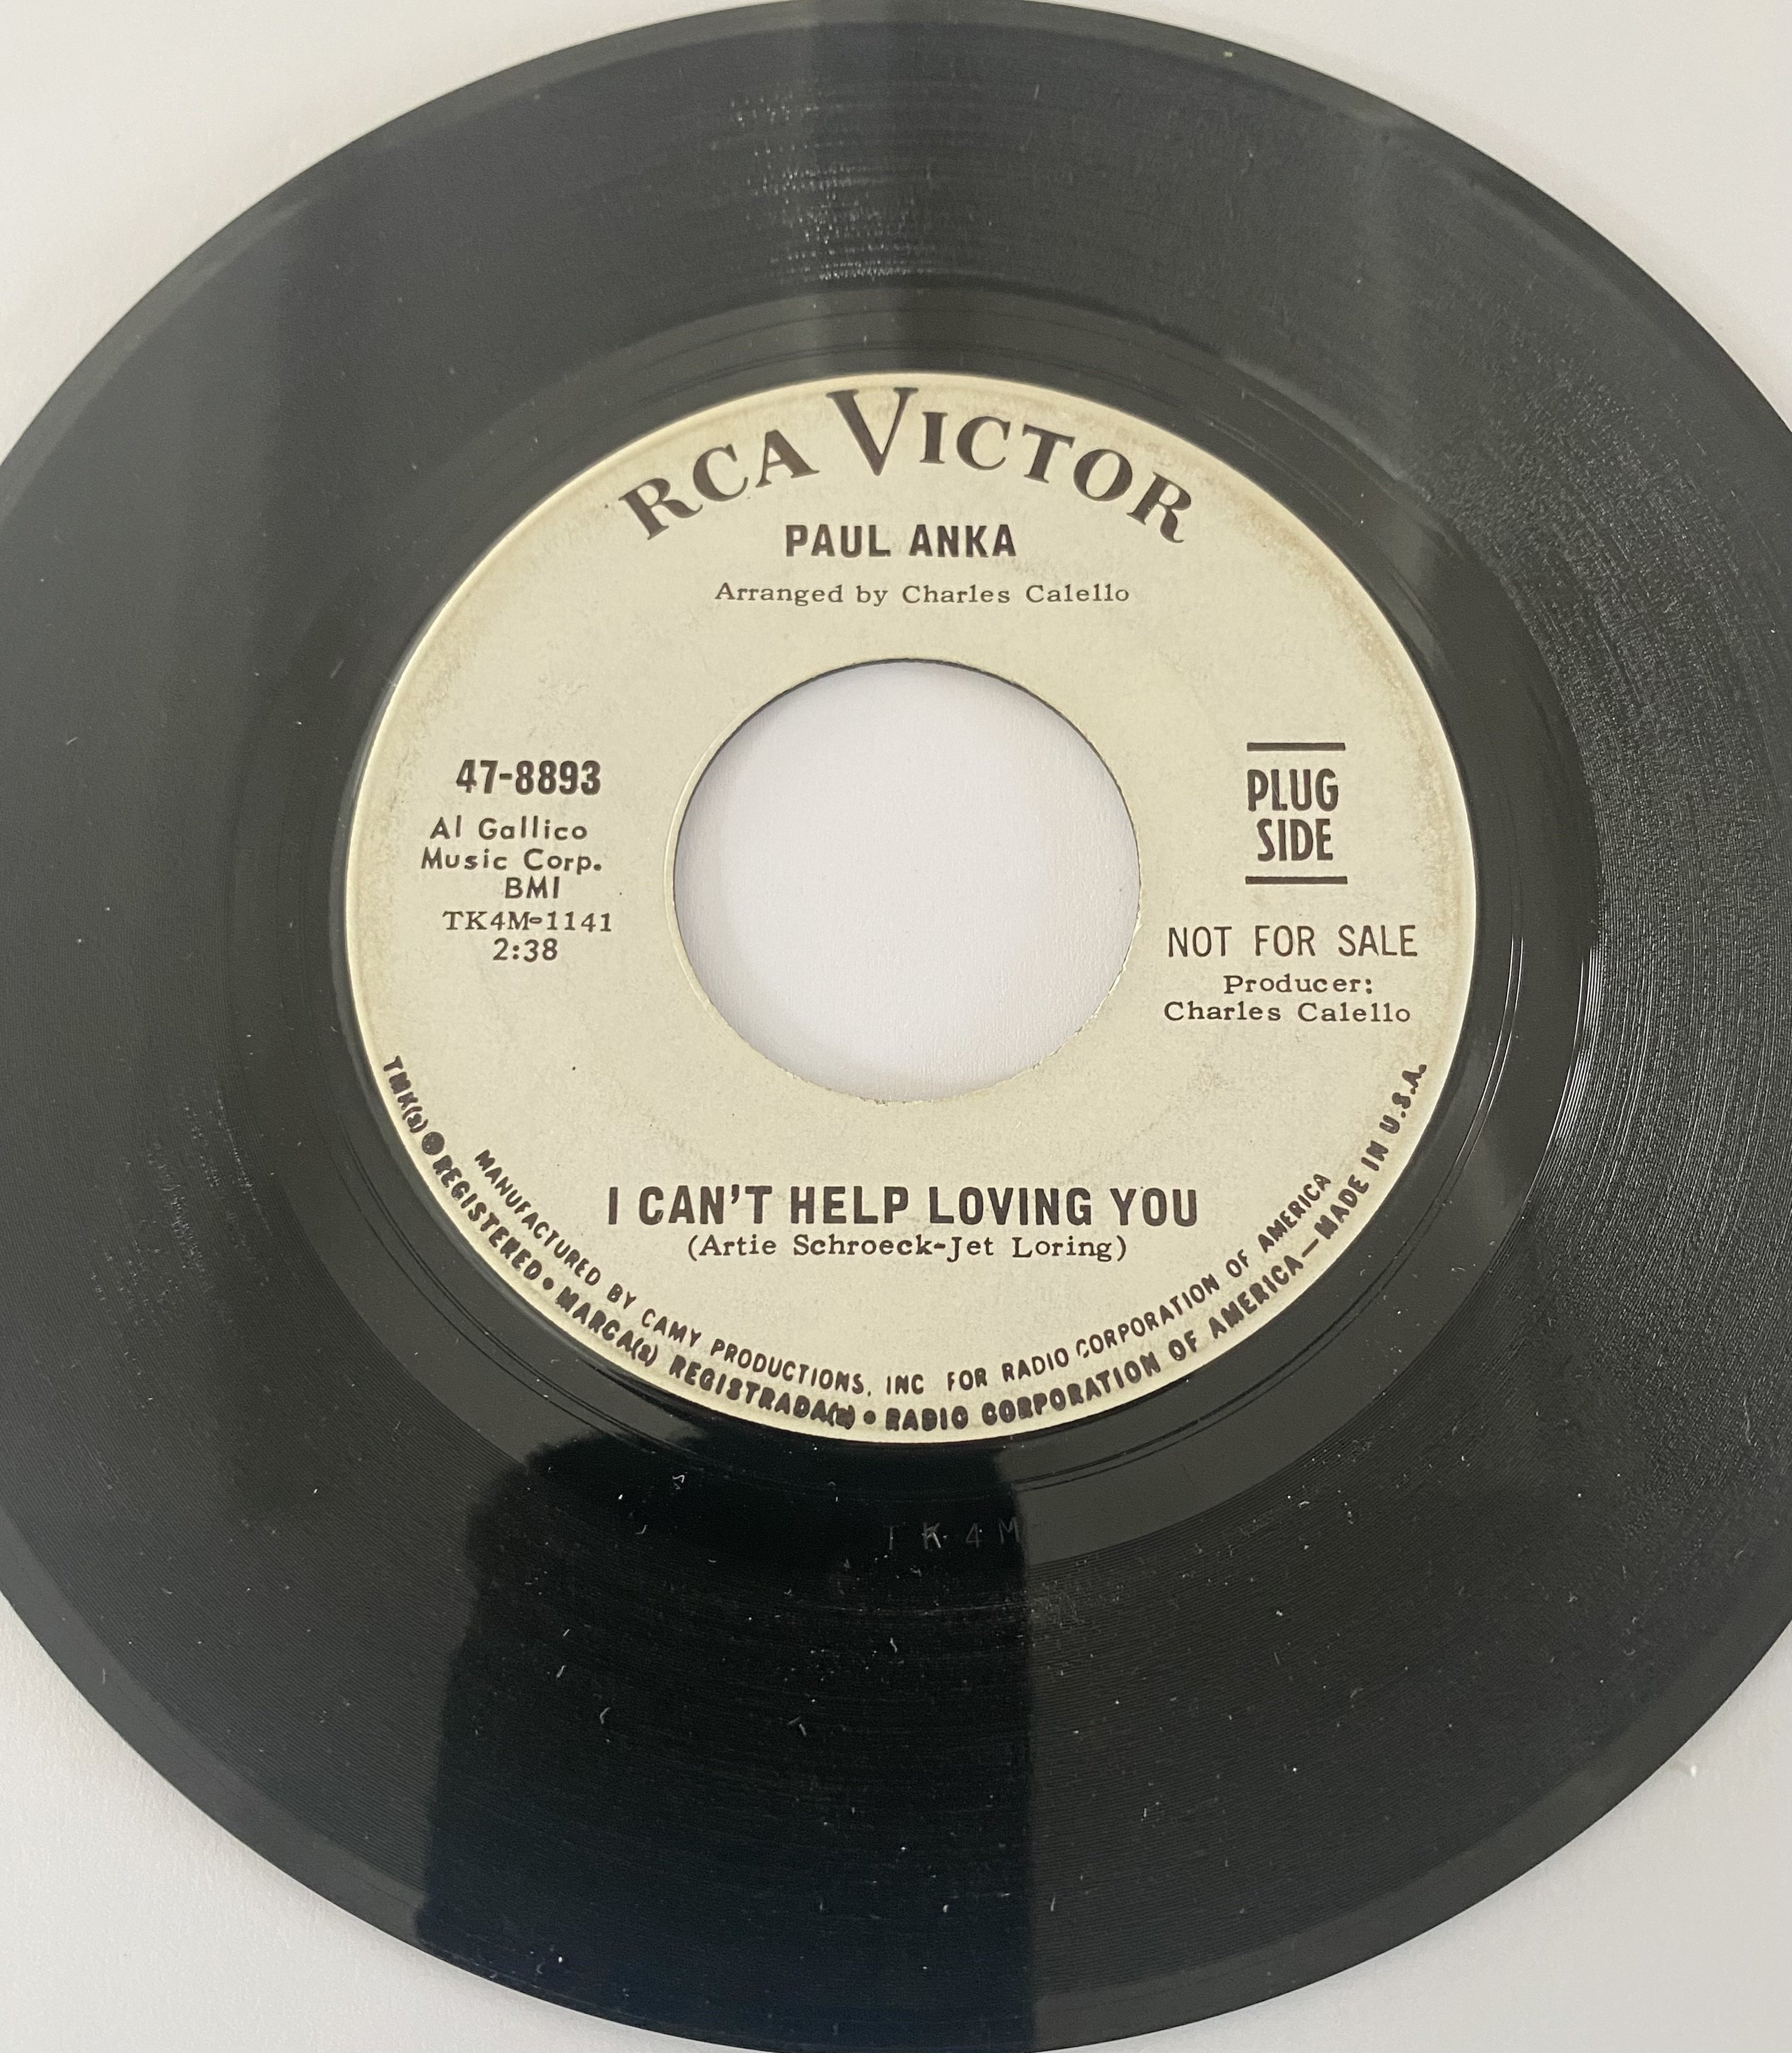 RCA VICTOR
PAUL ANKA
Arranged by Charles Calello
47-8893
Al Gallico
Music Corp.
BMI
TK4M-1141
2:38
PLUG
SIDE
NOT FOR SALE
Producer:
Charles Calello
I CAN'T HELP LOVING YOU
(Artie Schroeck-Jet Loring)
MANUFACTURED BY CAMY PRODUCTIONS, INC FOR RADIO CORPORATION OF AMERICA
TMK(s) ® REGISTERED • MARCA(s) REGISTRADA(s) • RADIO CORPORATION OF AMERICA—MADE IN U.S.A.
TK4M